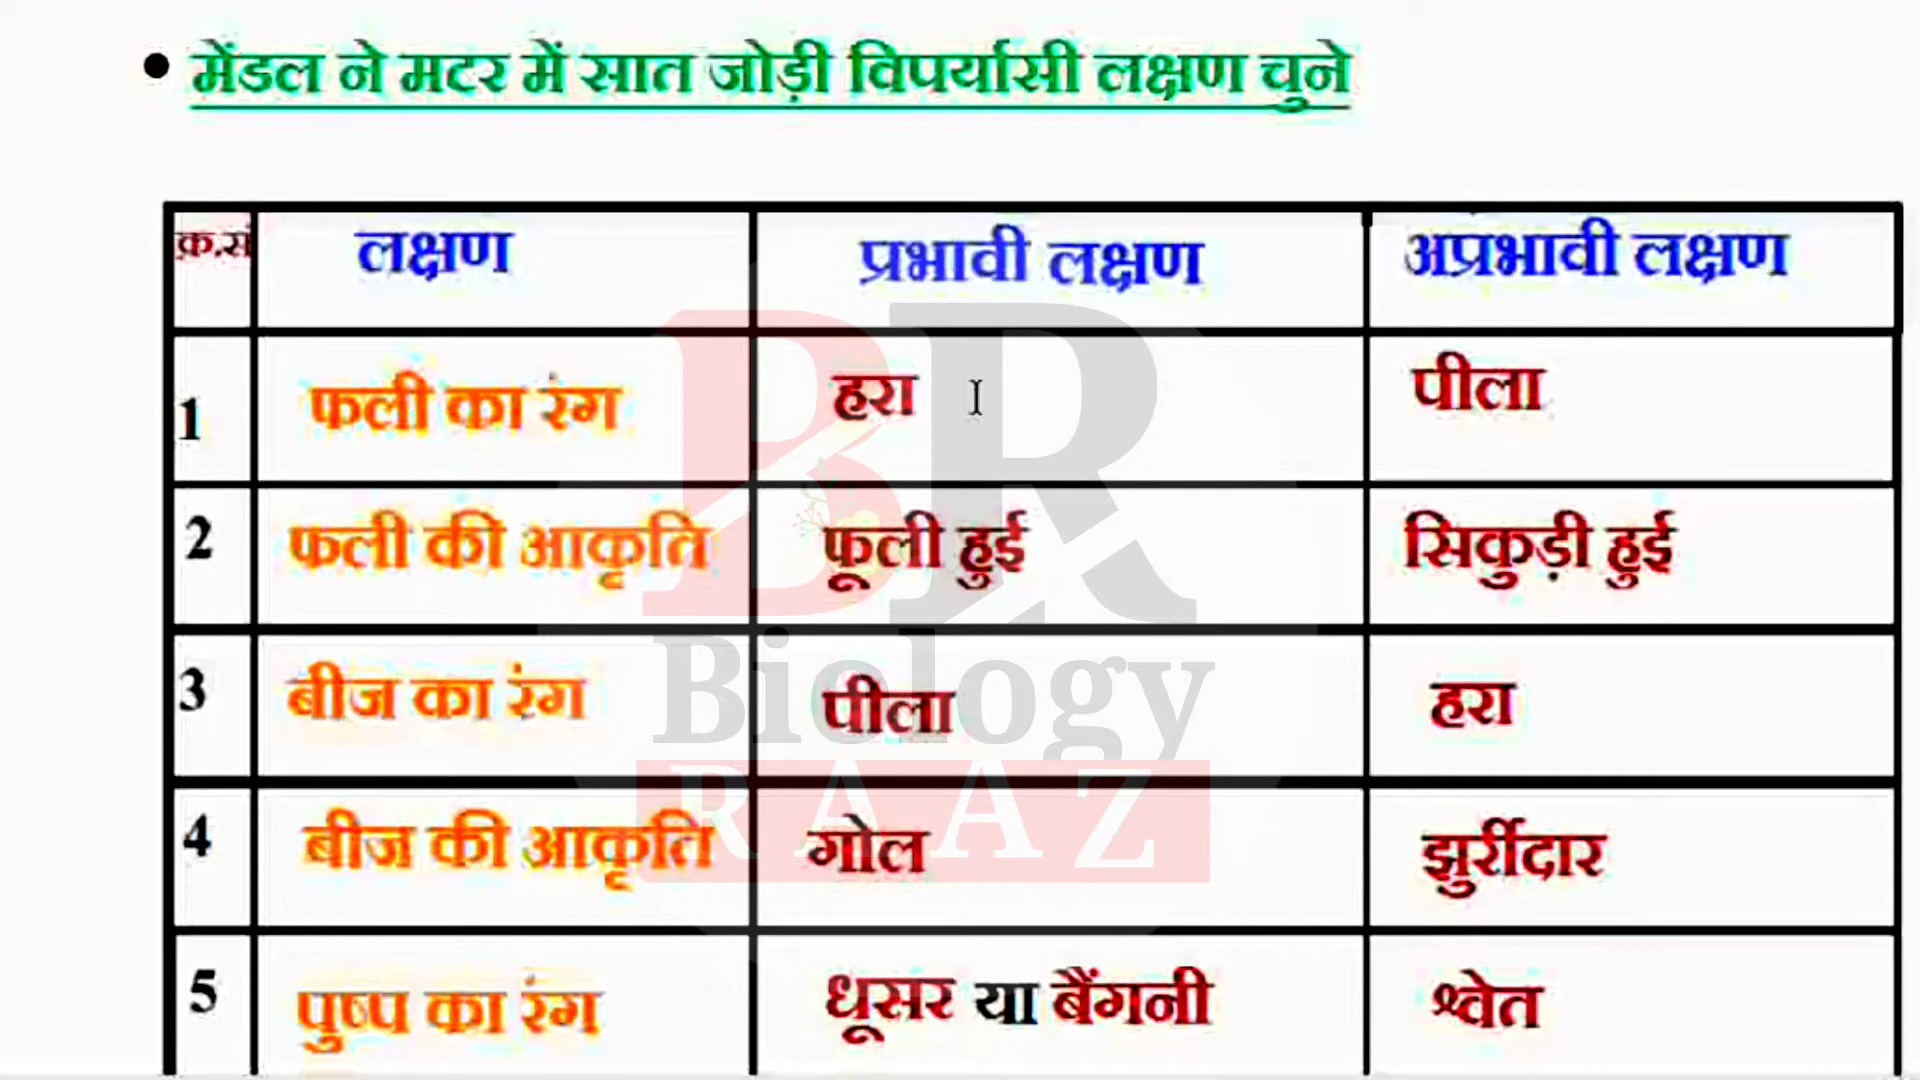 • मेंडल ने मटर में सात जोड़ी विपर्यासी लक्षण चुने
क्र.सं लक्षण प्रभावी लक्षण अप्रभावी लक्षण
1 फली का रंग हरा पीला
2 फली की आकृति फूली हुई सिकुड़ी हुई
3 बीज का रंग पीला हरा
4 बीज की आकृति गोल झुर्रीदार
5 पुष्प का रंग धूसर या बैंगनी श्वेत
BR
Biology
RAAZ